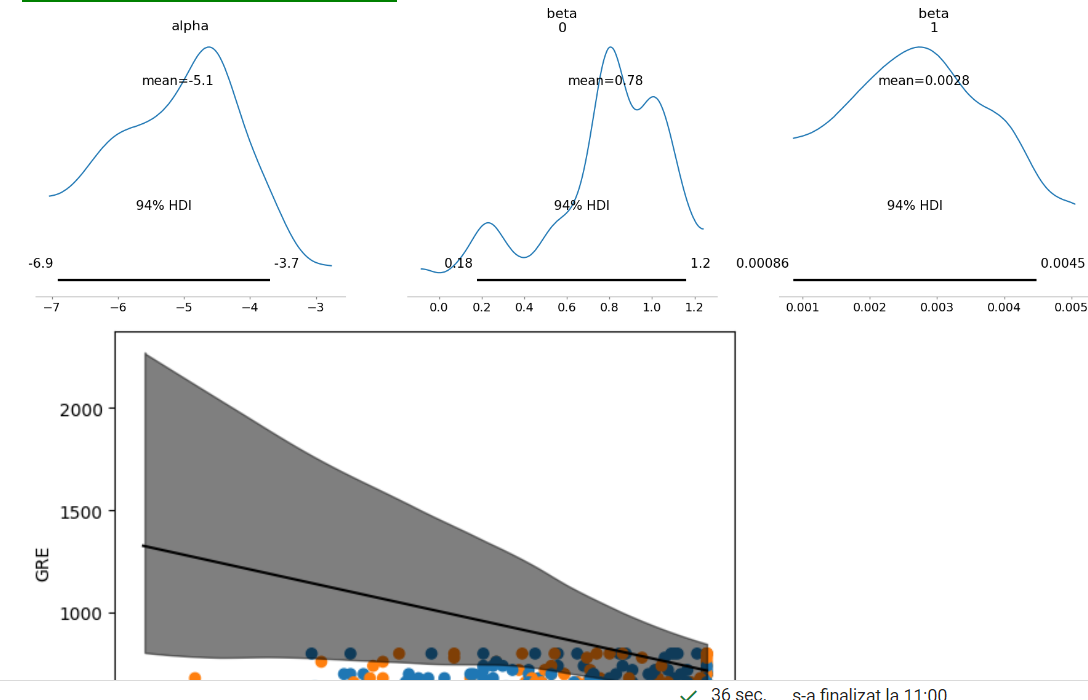 alpha
mean=-5.1
94% HDI
-6.9
-3.7
−7
−6
−5
−4
−3
beta
0
mean=0.78
94% HDI
0.18
1.2
0.0
0.2
0.4
0.6
0.8
1.0
1.2
beta
1
mean=0.0028
94% HDI
0.00086
0.0045
0.001
0.002
0.003
0.004
0.005
2000
1500
1000
GRE
36 sec.
s-a finalizat la 11:00